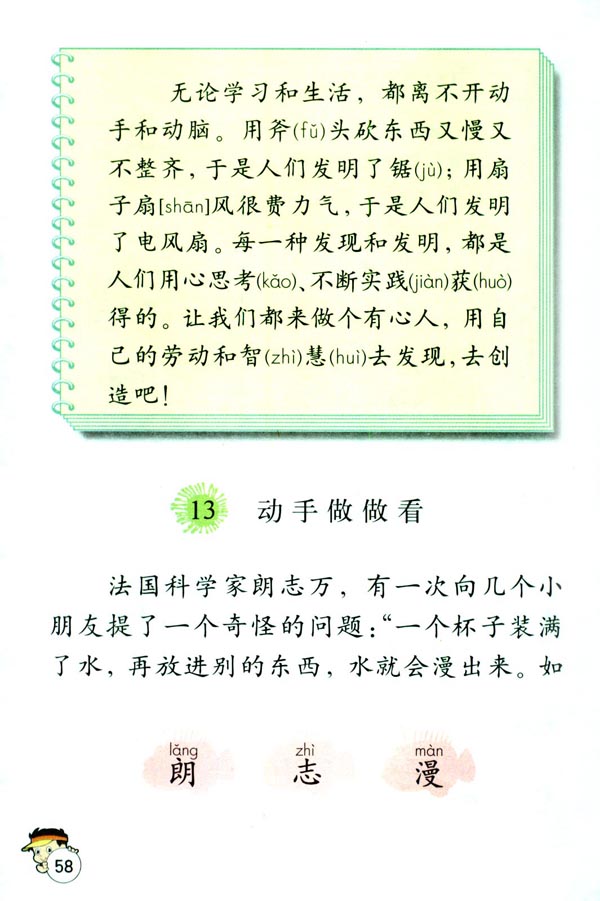 无论学习和生活，都离不开动
手和动脑。用斧(fǔ)头砍东西又慢又
不整齐，于是人们发明了锯(jù)；用扇
子扇[shān]风很费力气，于是人们发明
了电风扇。每一种发现和发明，都是
人们用心思考(kǎo)、不断实践(jiàn)获(huò)
得的。让我们都来做个有心人，用自
己的劳动和智(zhì)慧(huì)去发现，去创
造吧！
13 动手做做看
法国科学家朗志万，有一次向几个小
朋友提了一个奇怪的问题：“一个杯子装满
了水，再放进别的东西，水就会漫出来。如
lǎng zhì màn
朗 志 漫
58